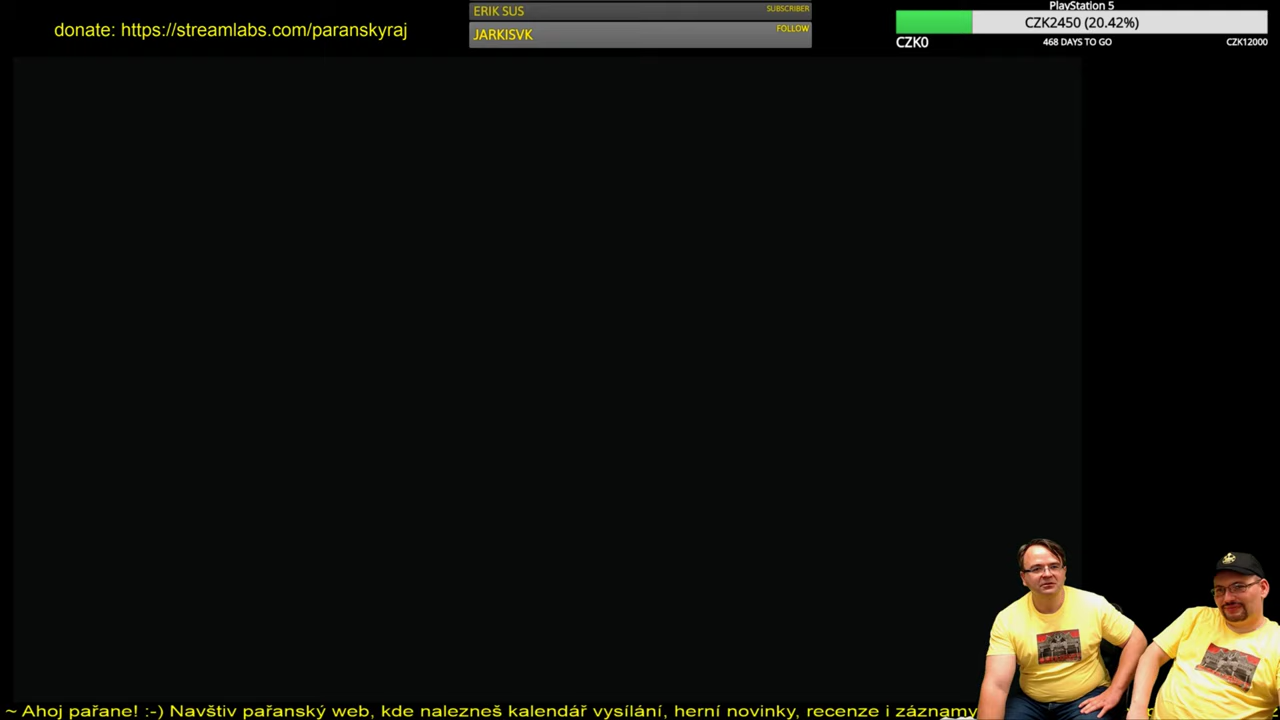 donate: https://streamlabs.com/paranskyraj
ERIK SUS SUBSCRIBER
JARKISVK FOLLOW
PlayStation 5
CZK2450 (20.42%)
CZK0 468 DAYS TO GO CZK12000
~ Ahoj pařane! :-) Navštiv pařanský web, kde nalezneš kalendář vysílání, herní novinky, recenze i záznamy